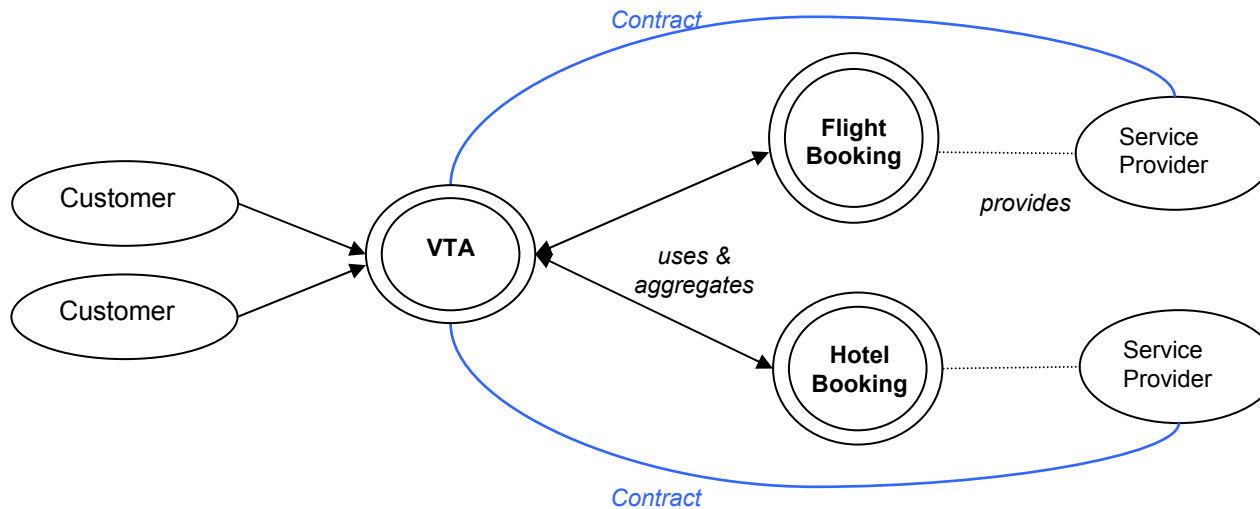 Contract
Flight
Booking
Service
Provider
Customer
provides
VTA
uses &
aggregates
Customer
Hotel
Booking
Service
Provider
Contract